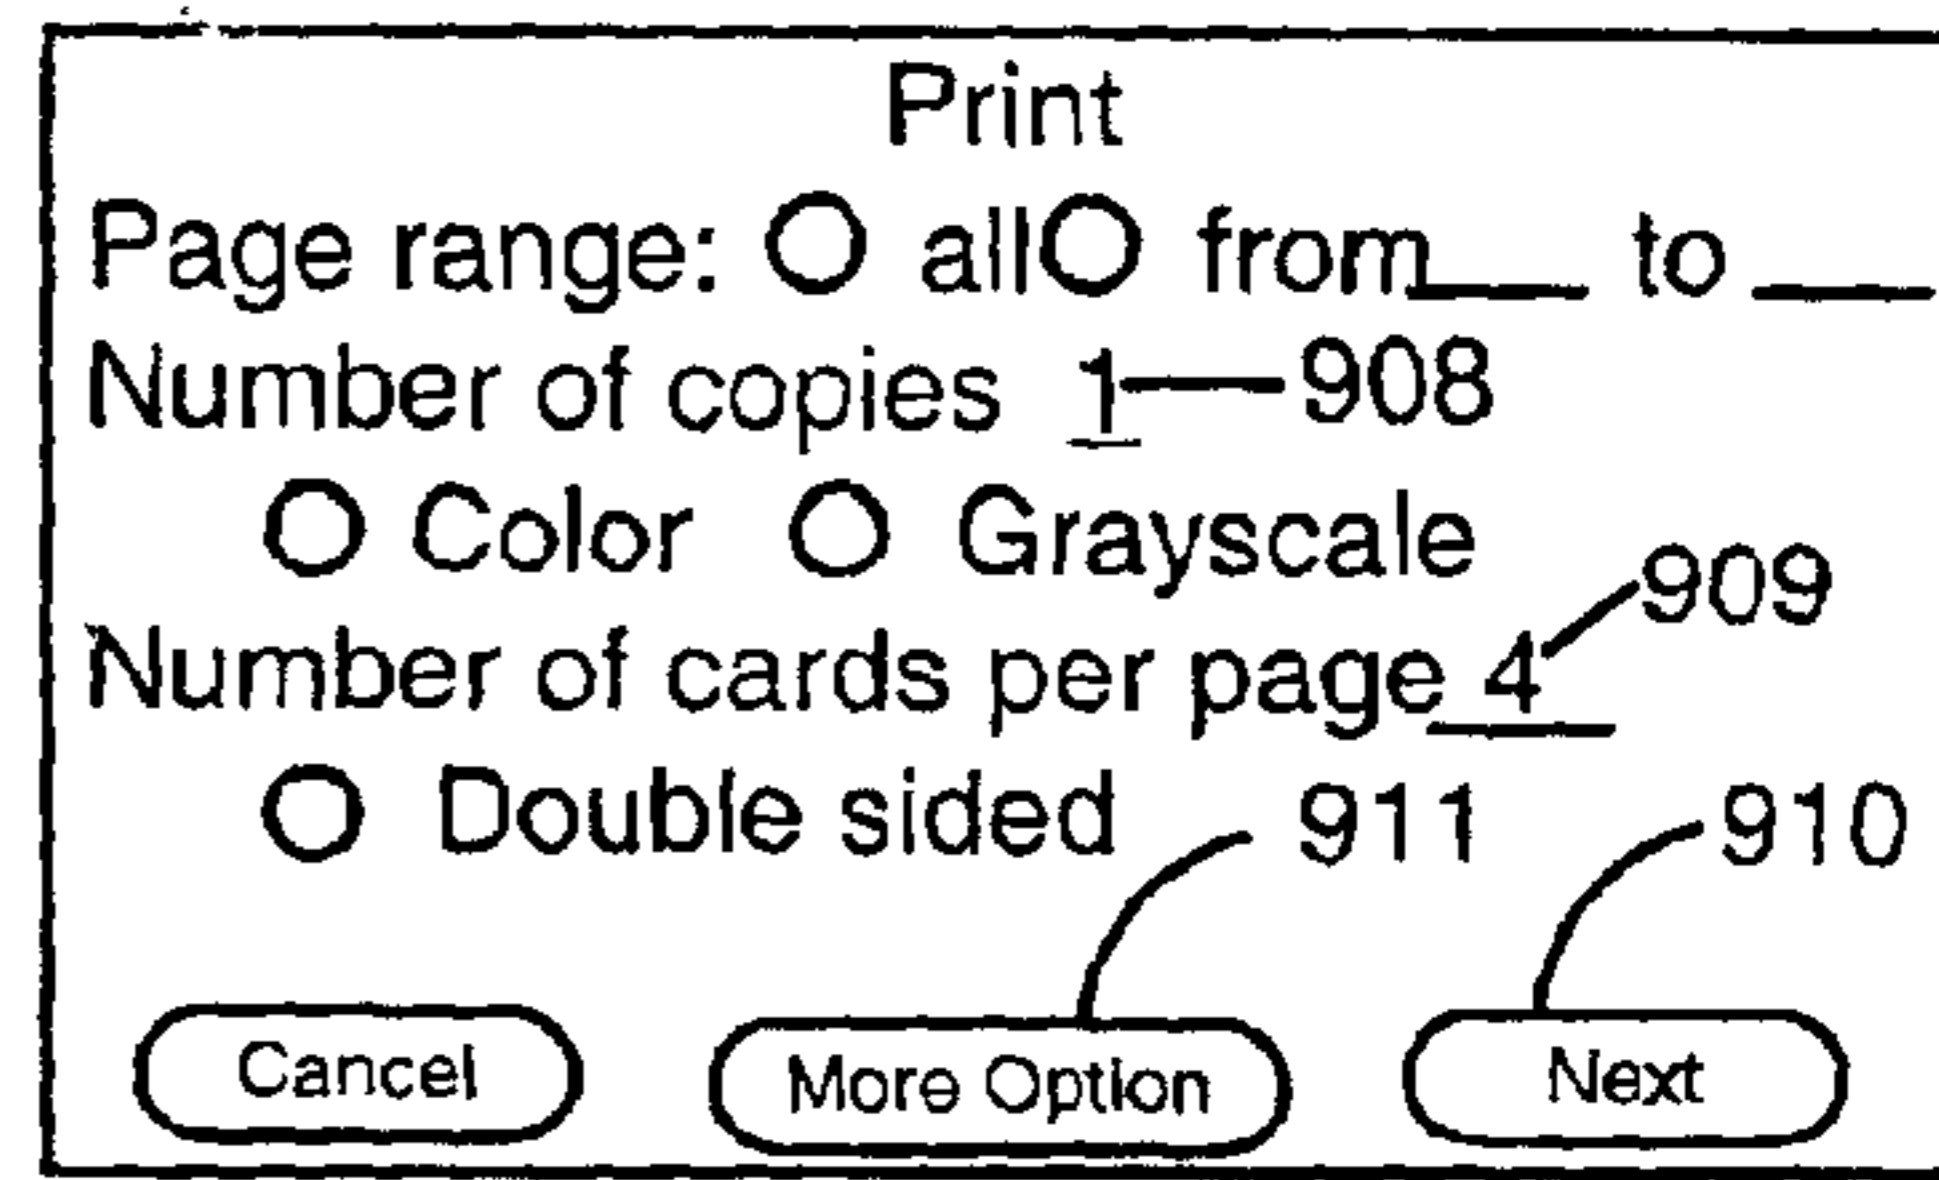 Print
Page range: all from___ to ___
Number of copies 1 908
Color Grayscale
909
Number of cards per page 4
Double sided 911 910
Cancel More Option Next